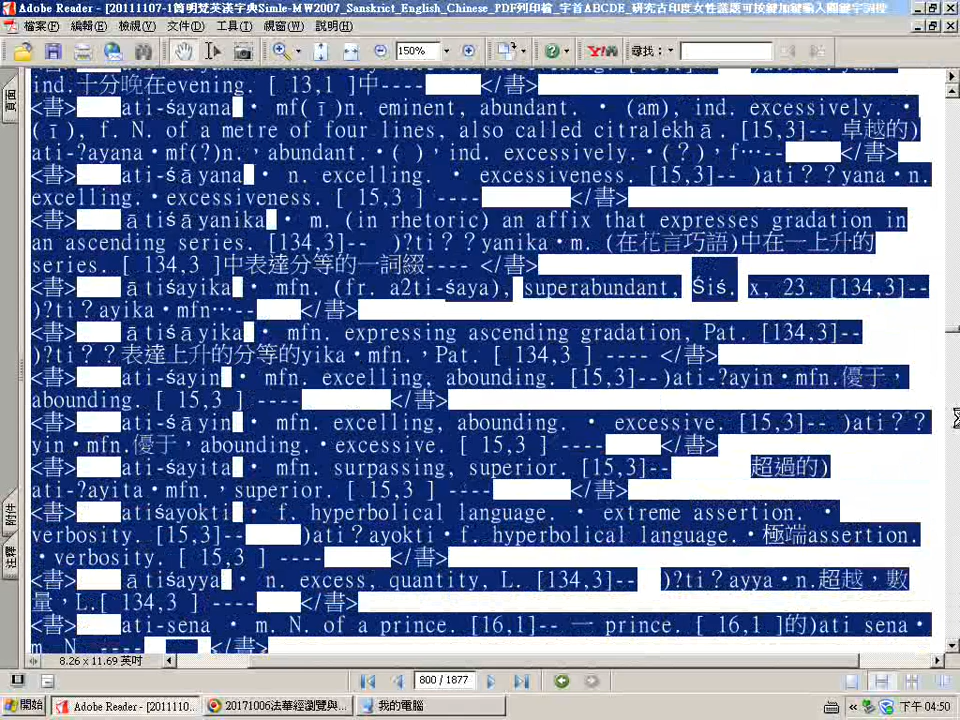 Adobe Reader - [20111107-1簡明梵英漢字典Simle-MW2007_Sanskrict_English_Chinese_PDF列印檔_字首ABCDE_研究古印度女性議題可按鍵加鍵輸入關鍵字詞搜
檔案(F) 編輯(E) 檢視(V) 文件(D) 工具(T) 視窗(W) 說明(H)
150% 尋找：
ind.十分晚在evening. [ 13,1 ]中---- </書>
<書> ati-śayana • mf(ī)n. eminent, abundant. • (am), ind. excessively. •
(ī), f. N. of a metre of four lines, also called citralekhā. [15,3]-- 卓越的)
ati-?ayana•mf(?)n.，abundant.•( )，ind. excessively.•(？)，f…-- </書>
<書> ati-śāyana • n. excelling. • excessiveness. [15,3]-- )ati？？yana•n.
excelling.•excessiveness. [ 15,3 ] ---- </書>
<書> ātiśāyanika • m. (in rhetoric) an affix that expresses gradation in
an ascending series. [134,3]-- )?ti？？yanika•m. (在花言巧語)中在一上升的
series. [ 134,3 ]中表達分等的一詞綴---- </書>
<書> ātiśayika • mfn. (fr. a2ti-śaya), superabundant, Śiś. x, 23. [134,3]--
)?ti？ayika•mfn…-- </書>
<書> ātiśāyika • mfn. expressing ascending gradation, Pat. [134,3]--
)?ti？？表達上升的分等的yika•mfn.，Pat. [ 134,3 ] ---- </書>
<書> ati-śayin • mfn. excelling, abounding. [15,3]--)ati-?ayin•mfn.優于，
abounding. [ 15,3 ] ---- </書>
<書> ati-śāyin • mfn. excelling, abounding. • excessive. [15,3]-- )ati？？
yin•mfn.優于，abounding. •excessive. [ 15,3 ] ---- </書>
<書> ati-śayita • mfn. surpassing, superior. [15,3]-- 超過的)
ati-?ayita•mfn.，superior. [ 15,3 ] ---- </書>
<書> atiśayokti • f. hyperbolical language. • extreme assertion. •
verbosity. [15,3]-- )ati？ayokti•f. hyperbolical language.•極端assertion.
•verbosity. [ 15,3 ] ---- </書>
<書> ātiśayya • n. excess, quantity, L. [134,3]-- )?ti？ayya•n.超越，數
量，L.[ 134,3 ] ---- </書>
<書> ati-sena • m. N. of a prince. [16,1]-- 一 prince. [ 16,1 ]的)ati sena•
m. N. ---- </書>
頁面
附件
注釋
8.26 x 11.69 英吋
800 / 1877
開始 Adobe Reader - [2011110... 20171006法華經瀏覽與... 我的電腦 下午 04:50